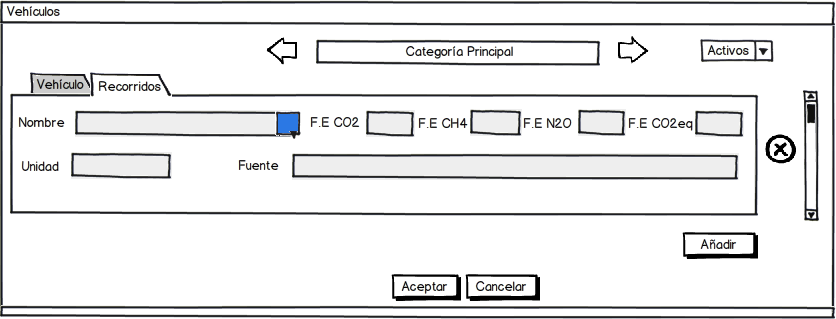 Vehículos
Categoría Principal
Activos
Vehículo Recorridos
Nombre F.E CO2 F.E CH4 F.E N2O F.E CO2eq
Unidad Fuente
Añadir
Aceptar Cancelar